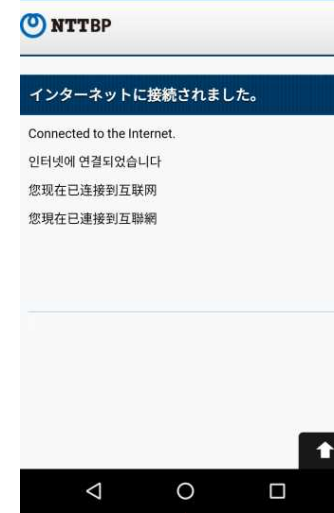 NTTBP
インターネットに接続されました。
Connected to the Internet.
인터넷에 연결되었습니다
您现在已连接到互联网
您現在已連接到互聯網